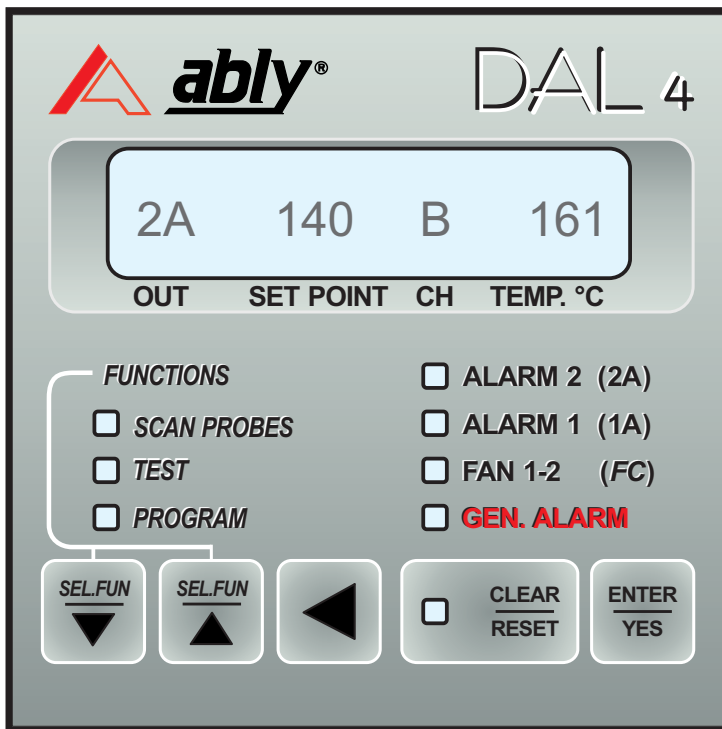 ably® DAL 4
2A 140 B 161
OUT SET POINT CH TEMP. °C
FUNCTIONS
SCAN PROBES
TEST
PROGRAM
ALARM 2 (2A)
ALARM 1 (1A)
FAN 1-2 (FC)
GEN. ALARM
SEL.FUN
SEL.FUN
CLEAR
RESET
ENTER
YES